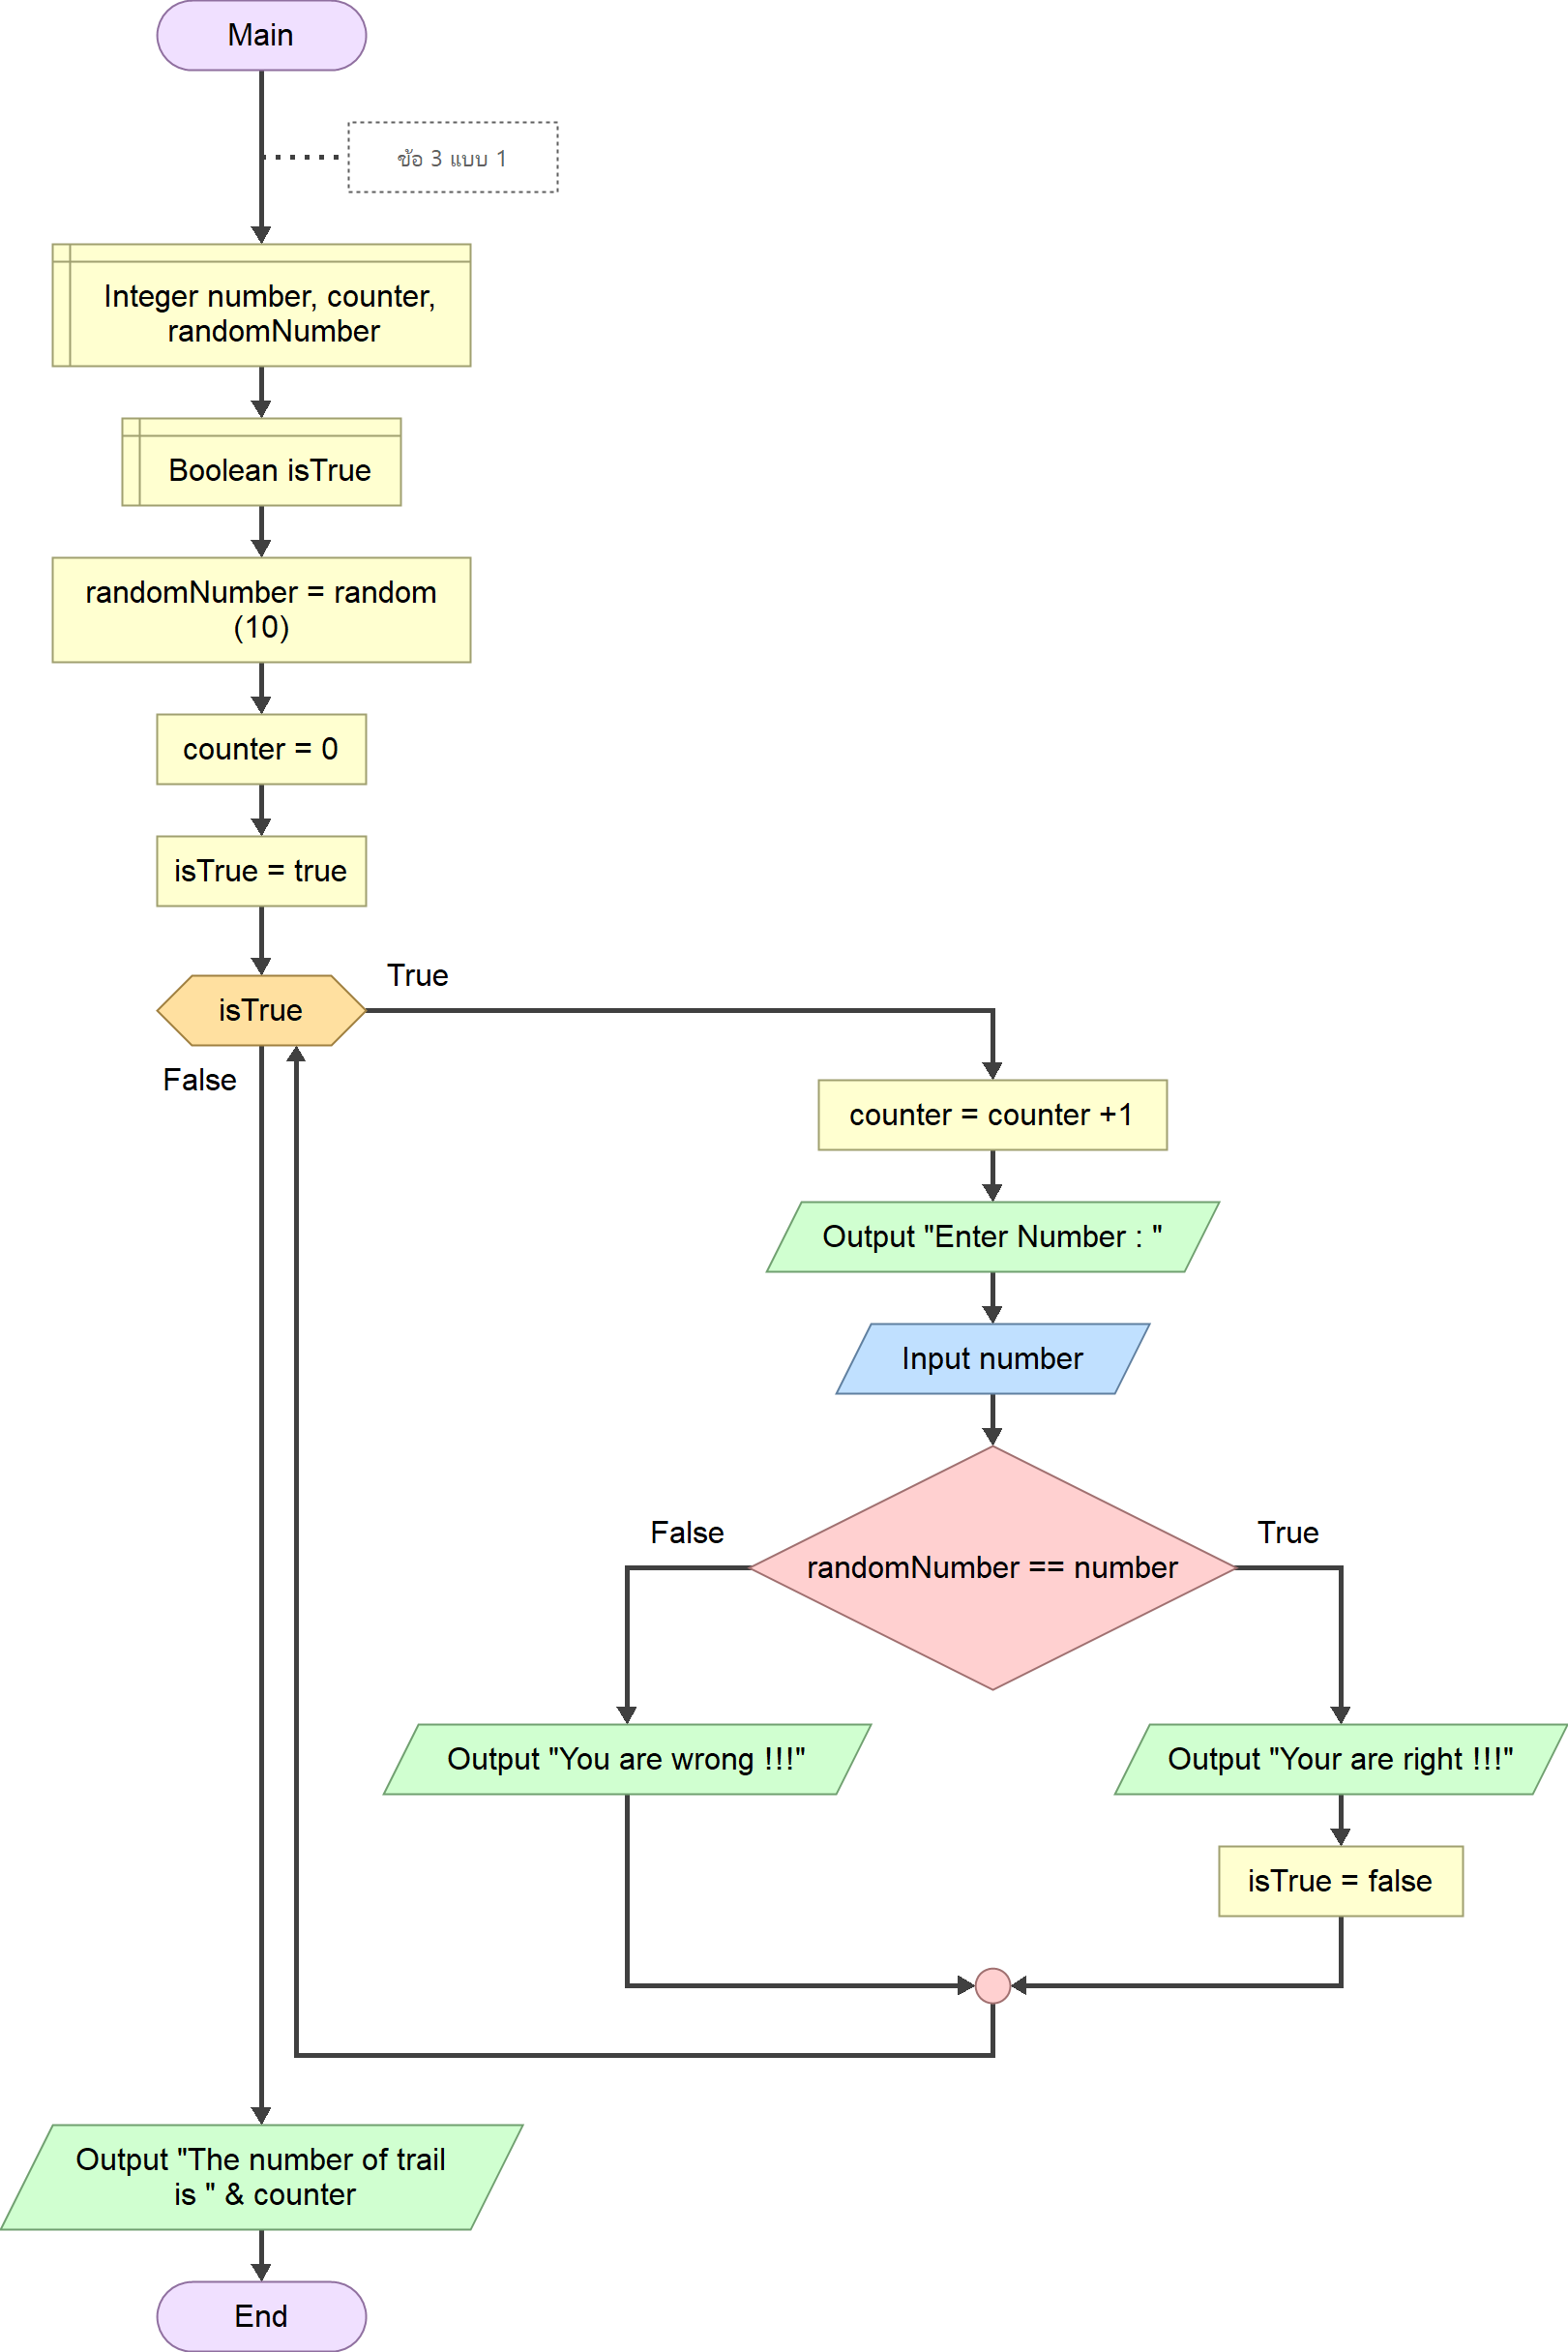 Main
ข้อ 3 แบบ 1
Integer number, counter,
randomNumber
Boolean isTrue
randomNumber = random
(10)
counter = 0
isTrue = true
isTrue
True
False
counter = counter +1
Output "Enter Number : "
Input number
randomNumber == number
False
True
Output "You are wrong !!!"
Output "Your are right !!!"
isTrue = false
Output "The number of trail
is " & counter
End